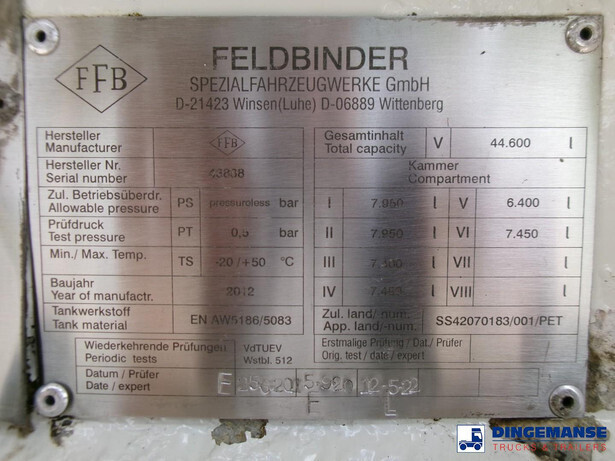 FFB
FELDBINDER
SPEZIALFAHRZEUGWERKE GmbH
D-21423 Winsen(Luhe) D-06889 Wittenberg
Hersteller
Manufacturer
FFB
Hersteller Nr.
Serial number
43838
Zul. Betriebsüberdr.
Allowable pressure
PS pressureless bar
Prüfdruck
Test pressure
PT 0,5 bar
Min./ Max. Temp.
TS -20/+50 °C
Baujahr
Year of manufactr.
2012
Tankwerkstoff
Tank material
EN AW5186/5083
Gesamtinhalt
Total capacity
V 44.600 l
Kammer
Compartment
I 7.950 l V 6.400 l
II 7.950 l VI 7.450 l
III l VII l
IV l VIII l
Zul. land/ num.
App. land/-num.
SS42070183/001/PET
Wiederkehrende Prüfungen
Periodic tests
VdTUEV
Wstbl. 512
Erstmalige Prüfung / Dat./ Prüfer
Orig. test / date / expert
Datum / Prüfer
Date / expert
E
F L
DINGEMANSE
TRUCKS & TRAILERS